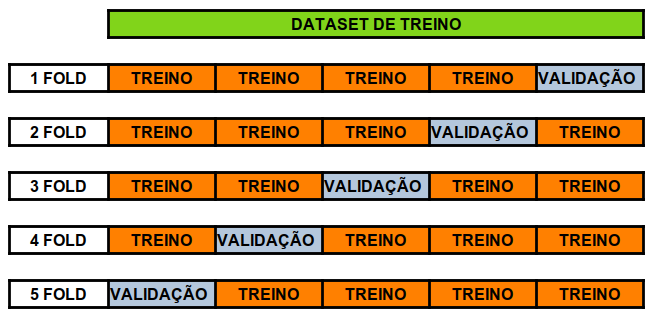 DATASET DE TREINO
1 FOLD TREINO TREINO TREINO TREINO VALIDAÇÃO
2 FOLD TREINO TREINO TREINO VALIDAÇÃO TREINO
3 FOLD TREINO TREINO VALIDAÇÃO TREINO TREINO
4 FOLD TREINO VALIDAÇÃO TREINO TREINO TREINO
5 FOLD VALIDAÇÃO TREINO TREINO TREINO TREINO